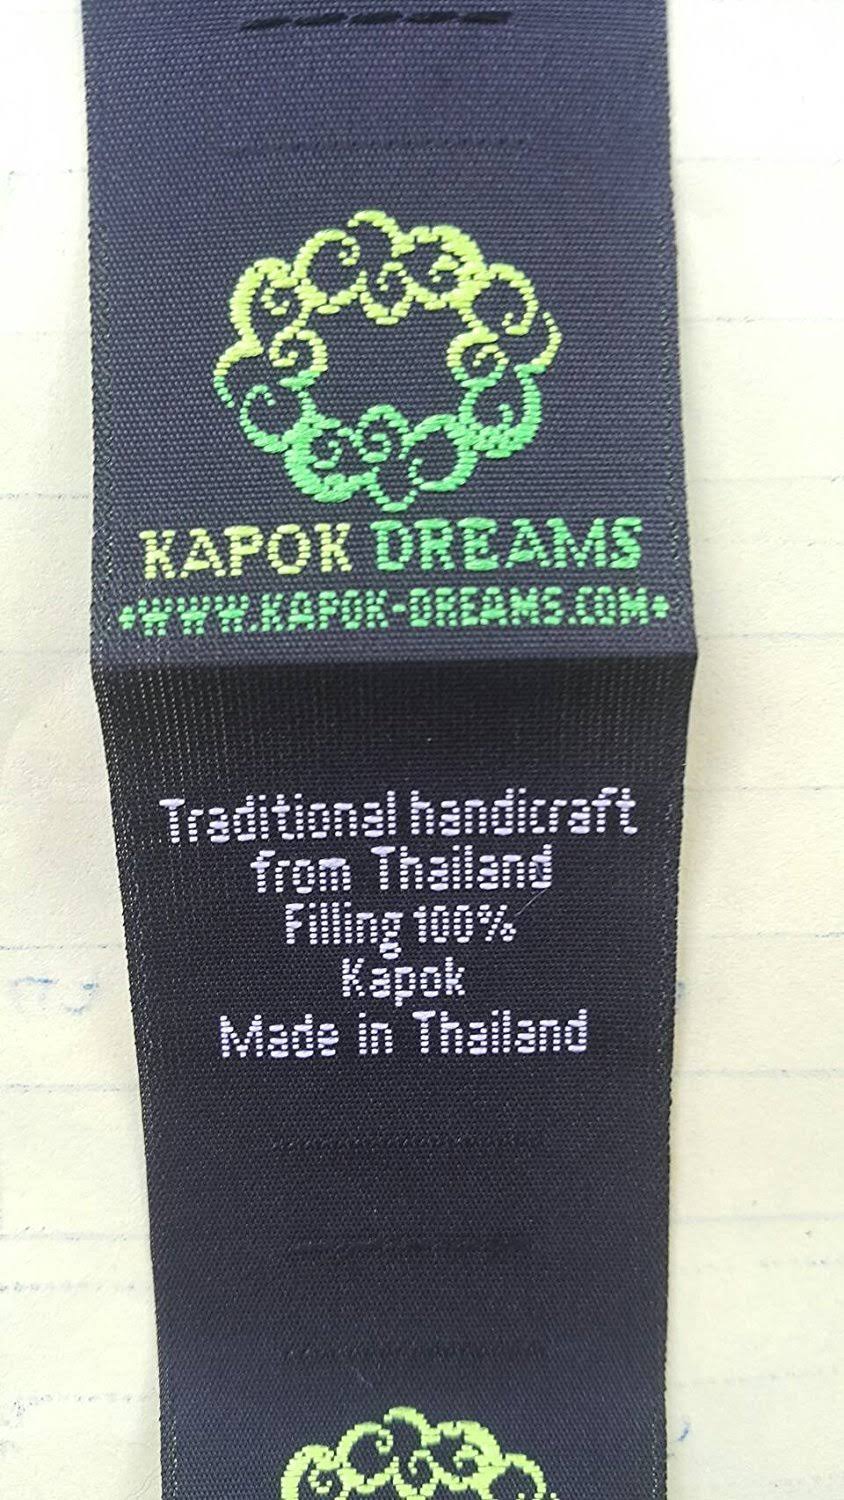 KAPOK DREAMS
•WWW.KAPOK-DREAMS.COM•
Traditional handicraft
from Thailand
Filling 100%
Kapok
Made in Thailand